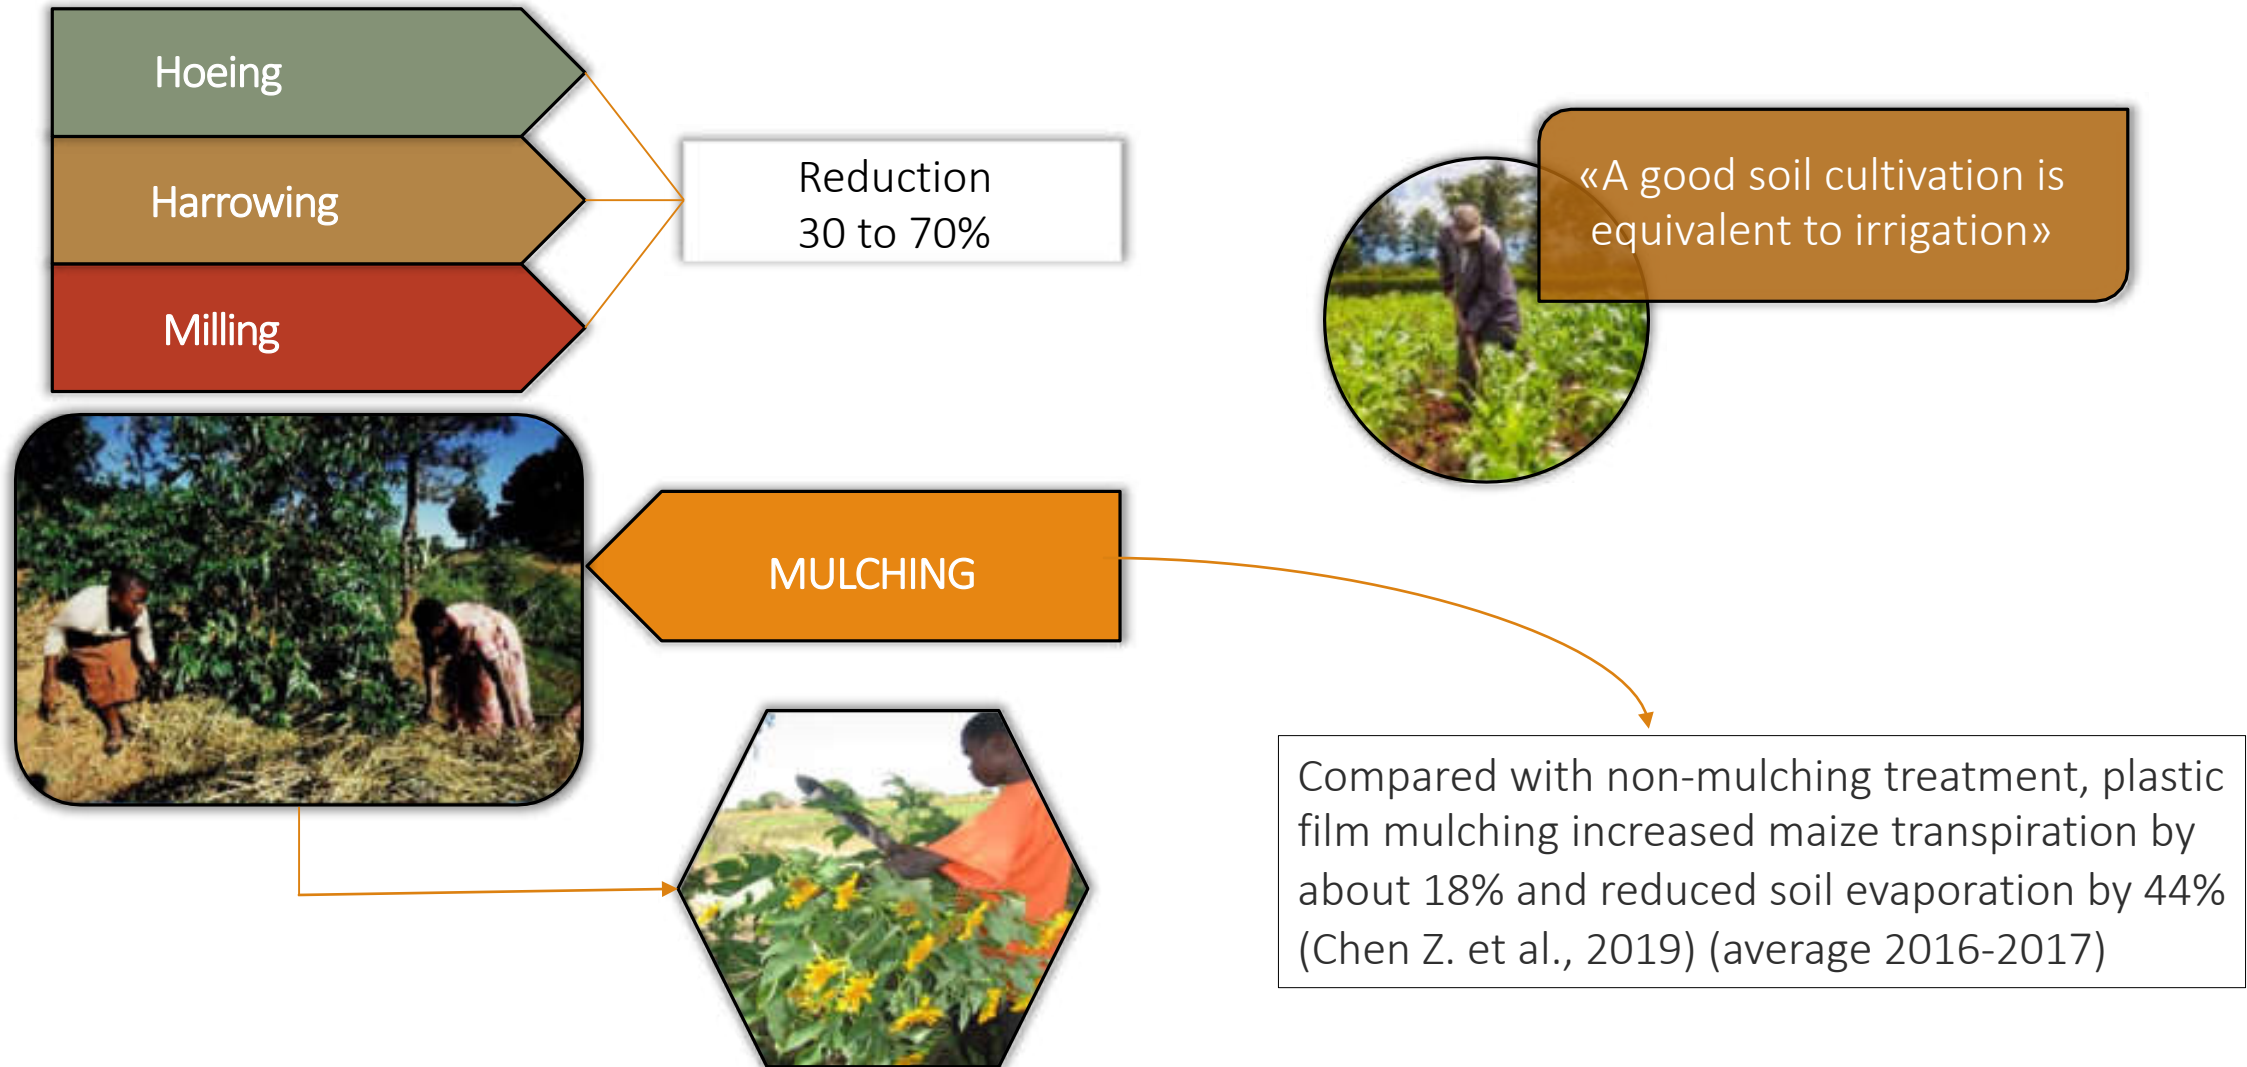 Hoeing
Harrowing
Milling
Reduction
30 to 70%
«A good soil cultivation is
equivalent to irrigation»
MULCHING
Compared with non-mulching treatment, plastic
film mulching increased maize transpiration by
about 18% and reduced soil evaporation by 44%
(Chen Z. et al., 2019) (average 2016-2017)